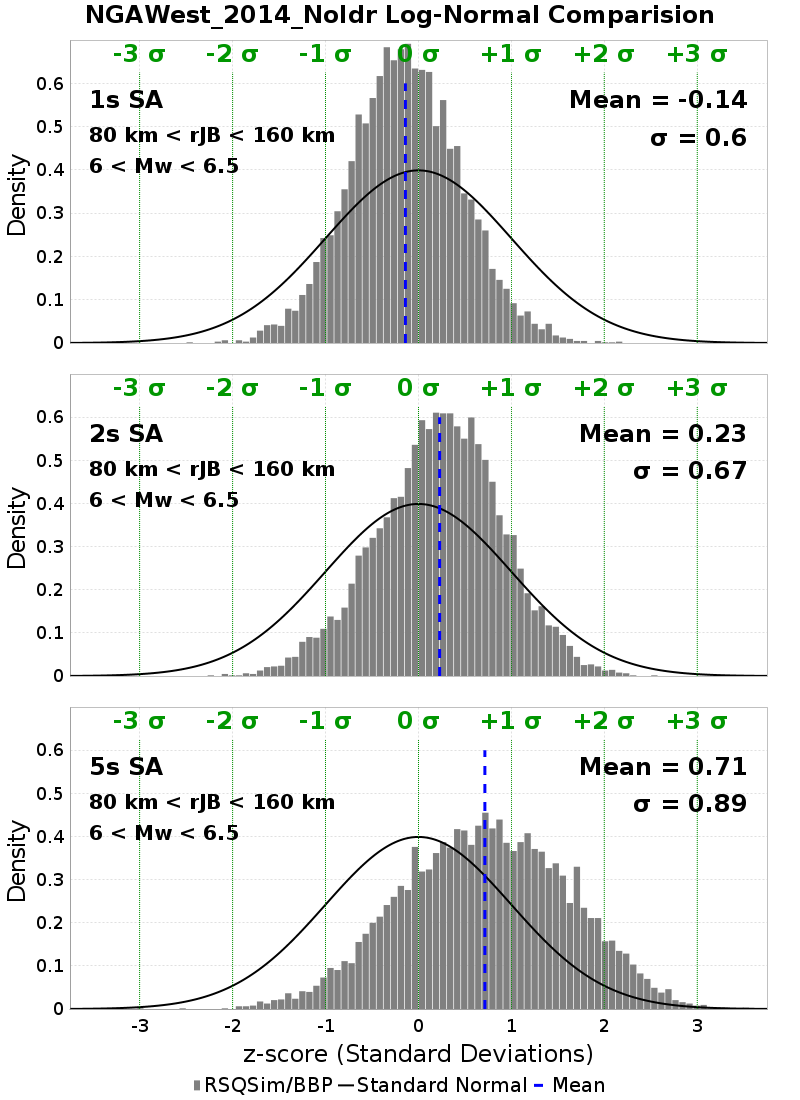 NGAWest_2014_NoIdr Log-Normal Comparision
-3 σ -2 σ -1 σ 0 σ +1 σ +2 σ +3 σ
0.6
1s SA
Mean = -0.14
0.5
80 km < rJB < 160 km
σ = 0.6
0.4
6 < Mw < 6.5
0.3
0.2
0.1
0
Density
-3 σ -2 σ -1 σ 0 σ +1 σ +2 σ +3 σ
0.6
2s SA
Mean = 0.23
0.5
80 km < rJB < 160 km
σ = 0.67
0.4
6 < Mw < 6.5
0.3
0.2
0.1
0
Density
-3 σ -2 σ -1 σ 0 σ +1 σ +2 σ +3 σ
0.6
5s SA
Mean = 0.71
0.5
80 km < rJB < 160 km
σ = 0.89
0.4
6 < Mw < 6.5
0.3
0.2
0.1
0
Density
-3 -2 -1 0 1 2 3
z-score (Standard Deviations)
RSQSim/BBP Standard Normal Mean